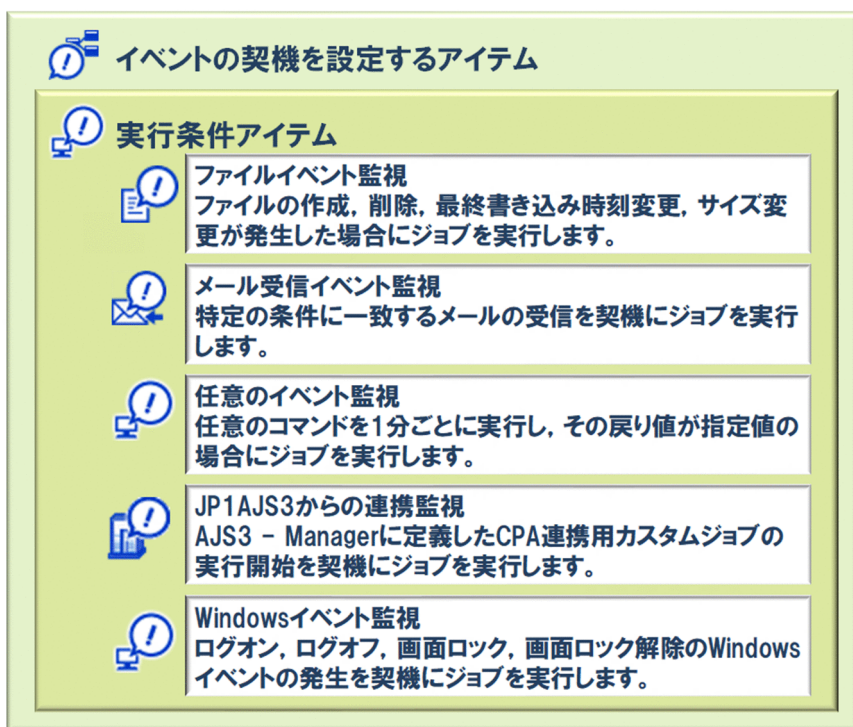 イベントの契機を設定するアイテム
実行条件アイテム
ファイルイベント監視
ファイルの作成，削除，最終書き込み時刻変更，サイズ変
更が発生した場合にジョブを実行します。
メール受信イベント監視
特定の条件に一致するメールの受信を契機にジョブを実行
します。
任意のイベント監視
任意のコマンドを1分ごとに実行し，その戻り値が指定値の
場合にジョブを実行します。
JP1AJS3からの連携監視
AJS3 － Managerに定義したCPA連携用カスタムジョブの
実行開始を契機にジョブを実行します。
Windowsイベント監視
ログオン，ログオフ，画面ロック，画面ロック解除のWindows
イベントの発生を契機にジョブを実行します。